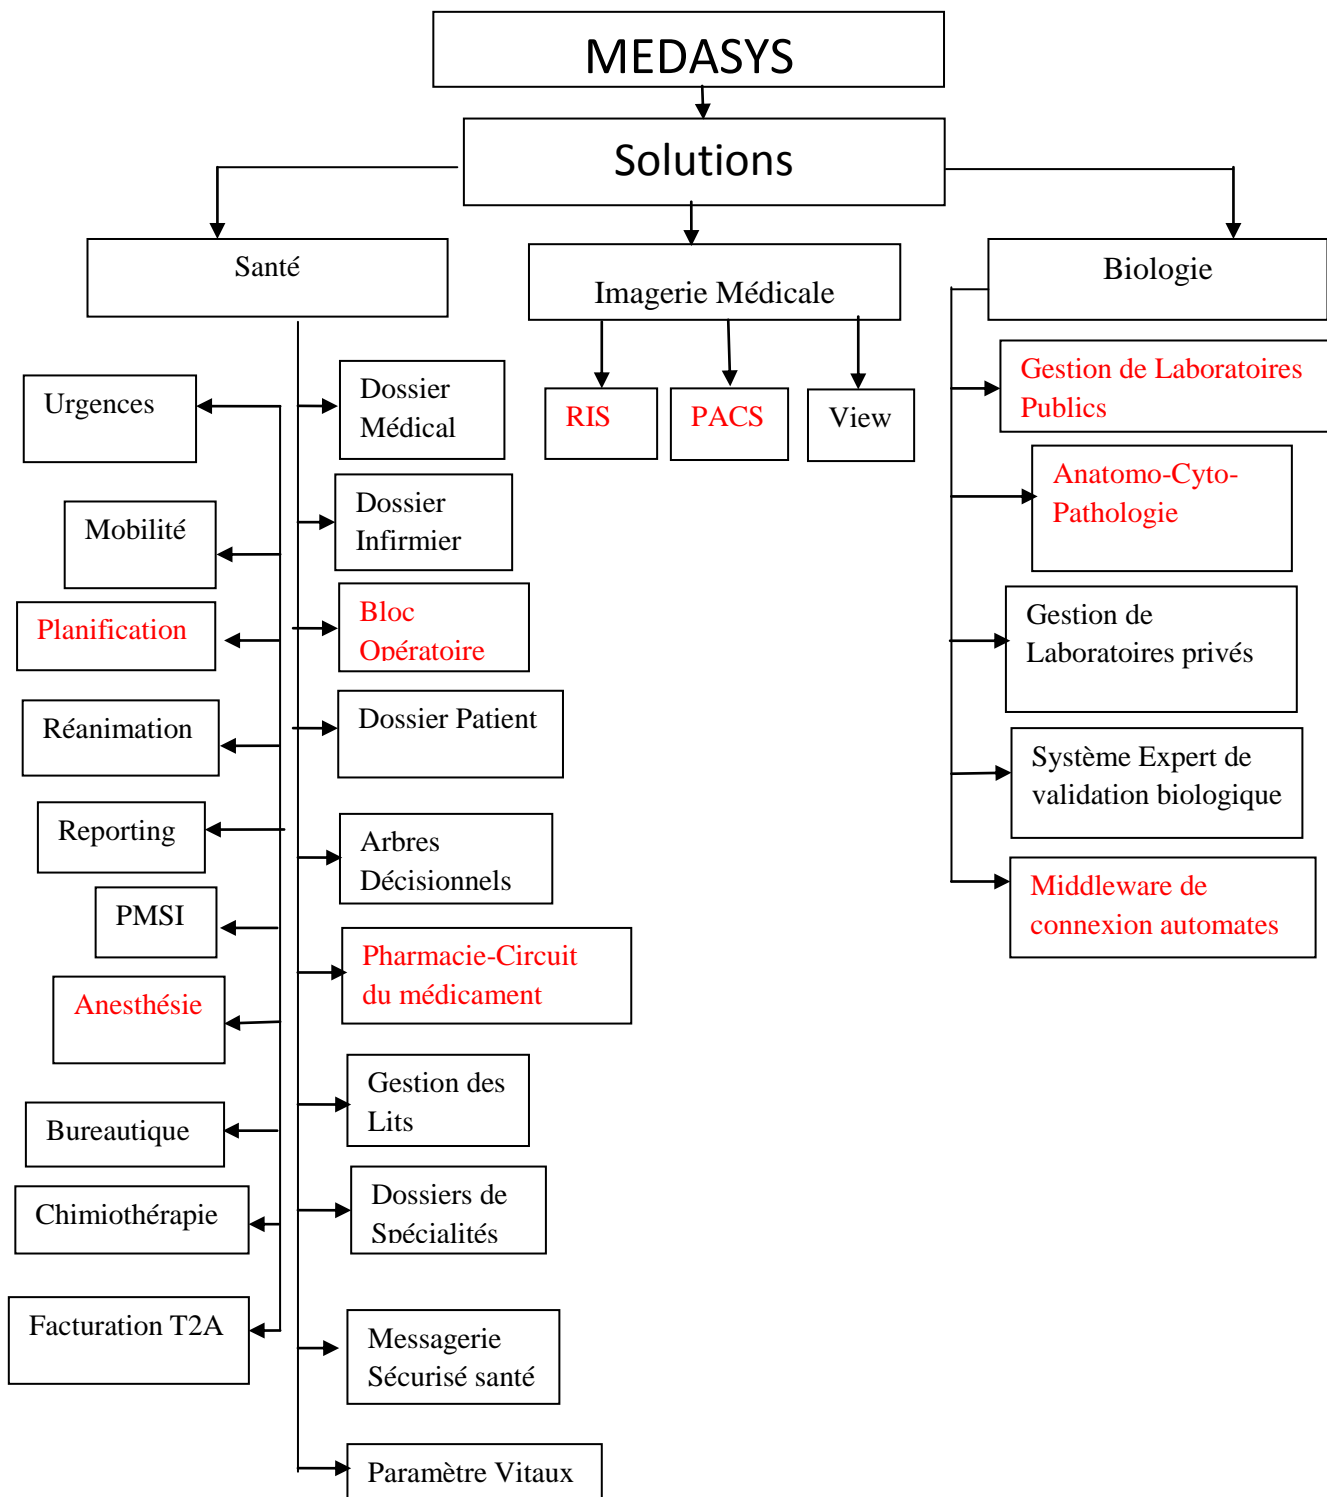 MEDASYS
Solutions
Santé
Imagerie Médicale
Biologie
Urgences
Mobilité
Planification
Réanimation
Reporting
PMSI
Anesthésie
Bureautique
Chimiothérapie
Facturation T2A
Dossier
Médical
Dossier
Infirmier
Bloc
Opératoire
Dossier Patient
Arbres
Décisionnels
Pharmacie-Circuit
du médicament
Gestion des
Lits
Dossiers de
Spécialités
Messagerie
Sécurisé santé
Paramètre Vitaux
RIS
PACS
View
Gestion de Laboratoires
Publics
Anatomo-Cyto-
Pathologie
Gestion de
Laboratoires privés
Système Expert de
validation biologique
Middleware de
connexion automates